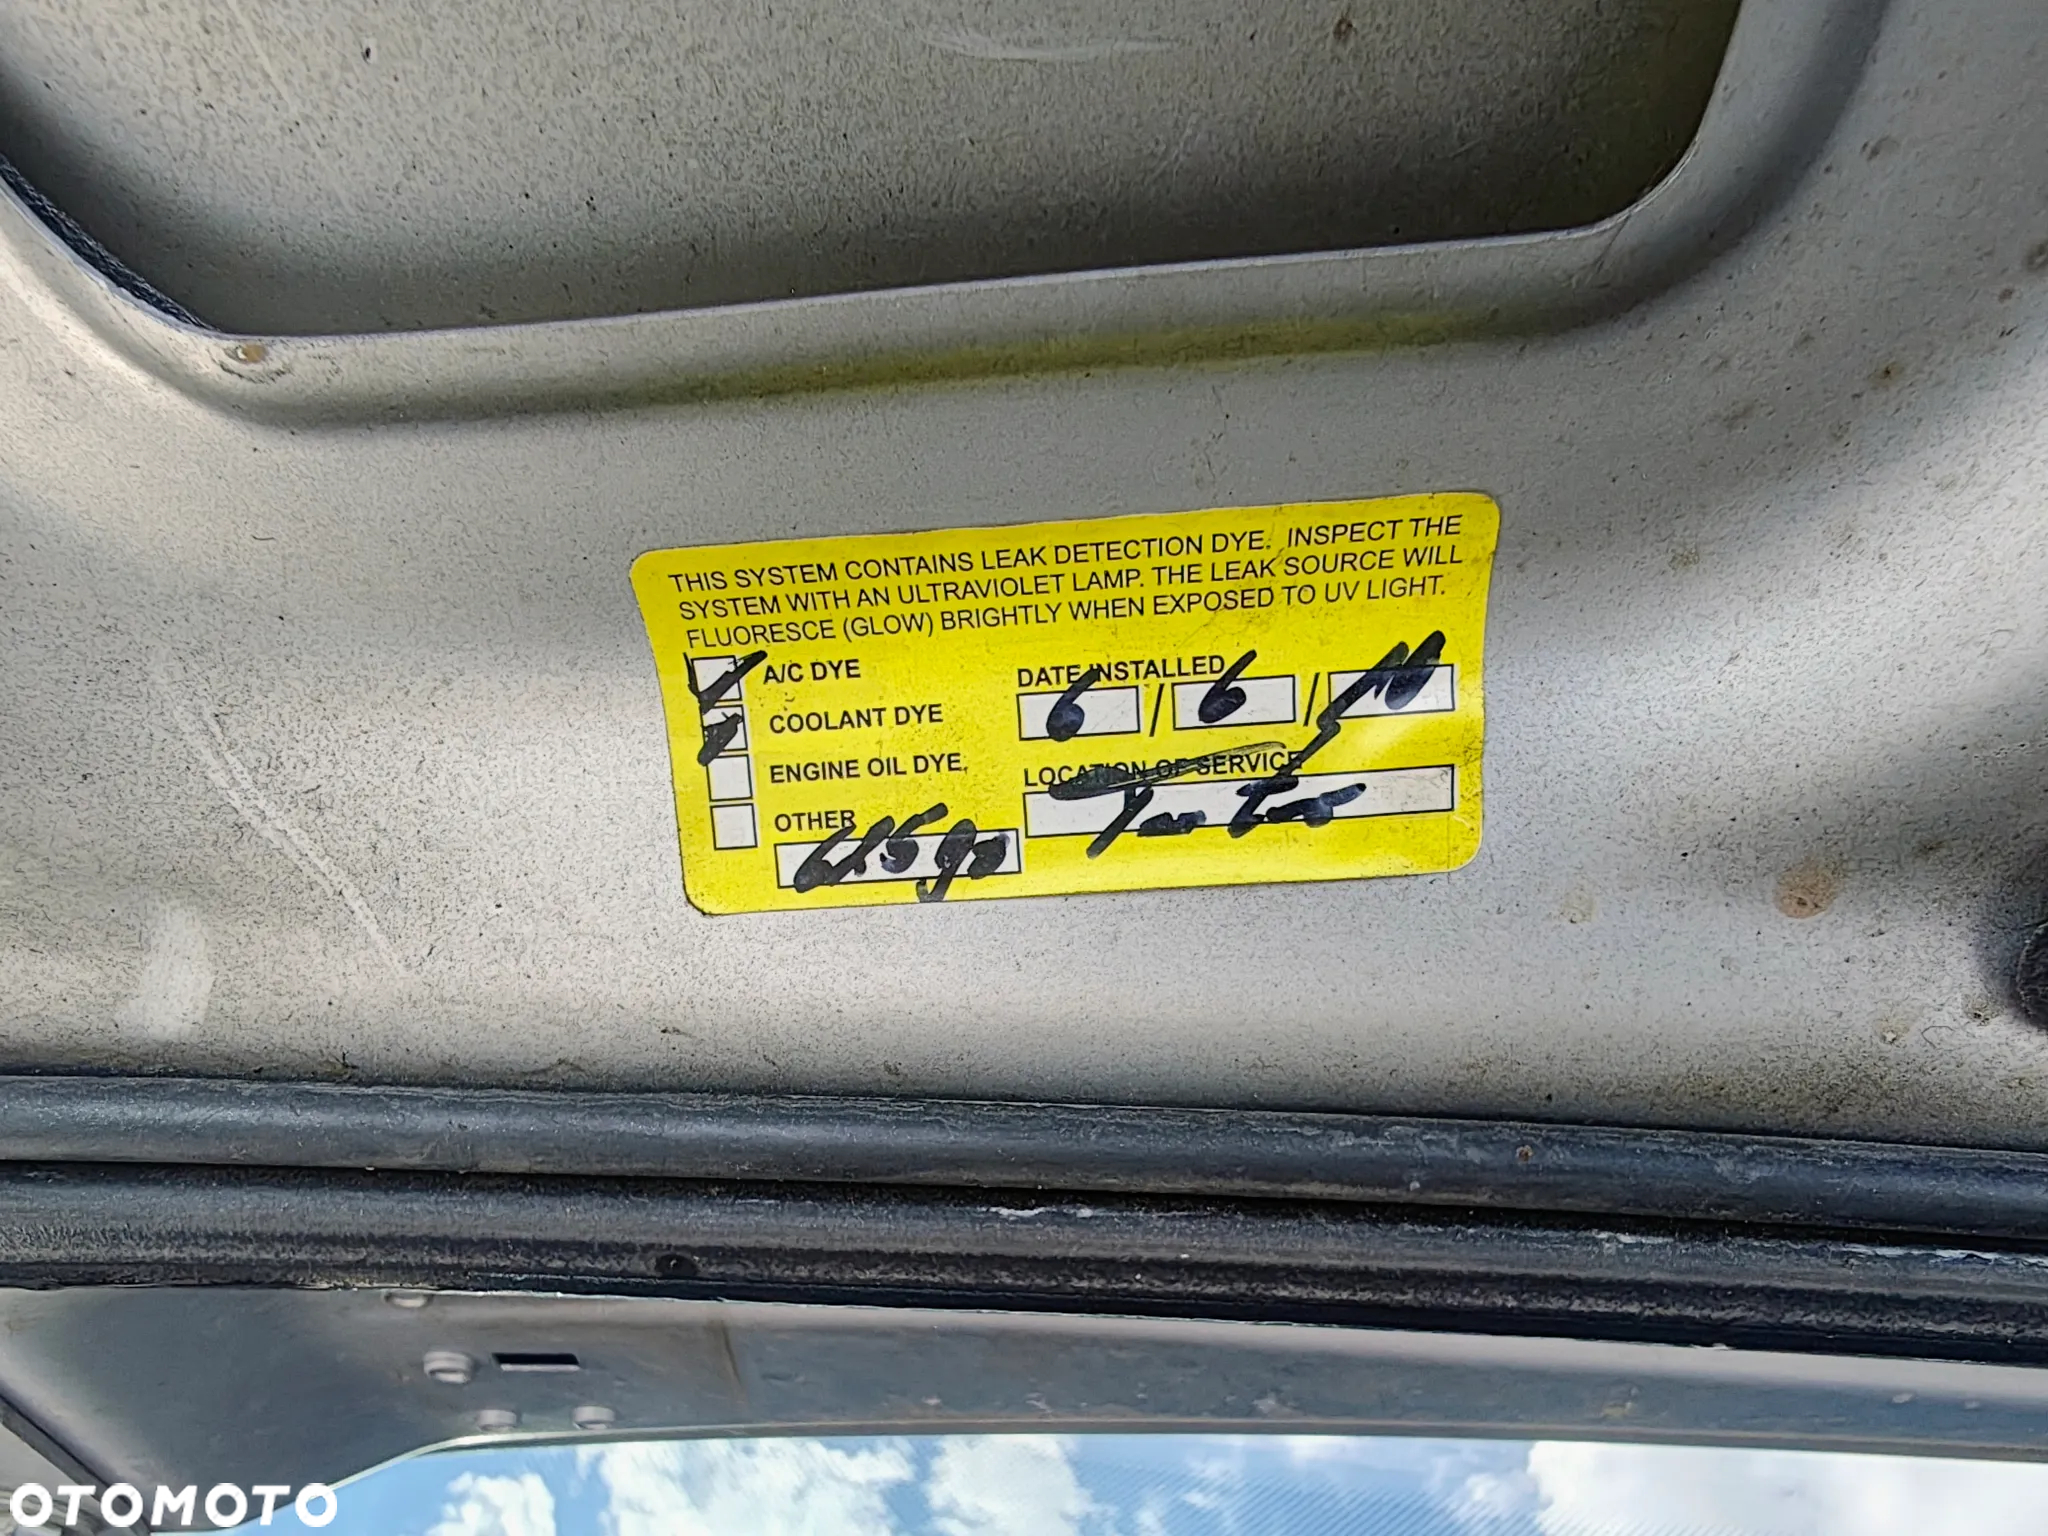 THIS SYSTEM CONTAINS LEAK DETECTION DYE. INSPECT THE
SYSTEM WITH AN ULTRAVIOLET LAMP. THE LEAK SOURCE WILL
FLUORESCE (GLOW) BRIGHTLY WHEN EXPOSED TO UV LIGHT.
A/C DYE
COOLANT DYE
ENGINE OIL DYE
OTHER
DATE INSTALLED
6 / 6 /
LOCATION OF SERVICE
OTOMOTO